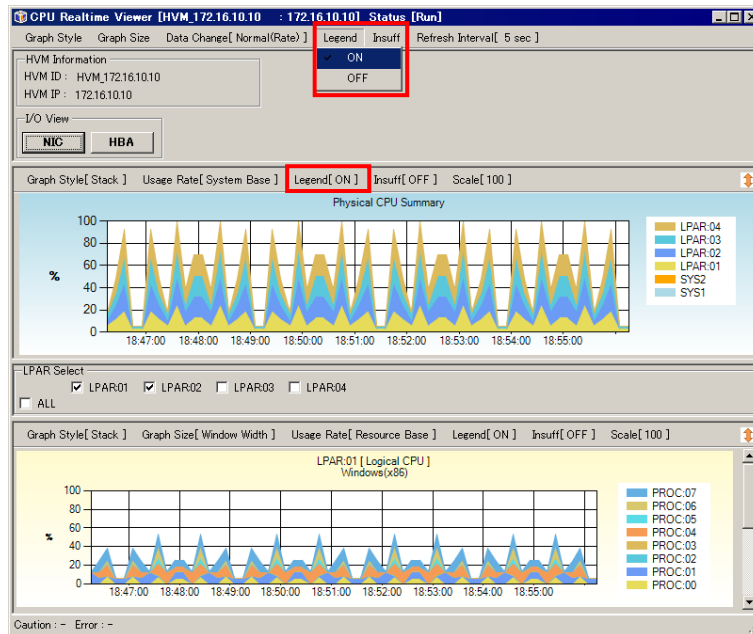 CPU Realtime Viewer [HVM_172.16.10.10 : 172.16.10.10] Status [Run]
Graph Style Graph Size Data Change[ Normal(Rate) ] Legend Insuff Refresh Interval[ 5 sec ]
ON
OFF
HVM Information
HVM ID : HVM_172.16.10.10
HVM IP : 172.16.10.10
I/O View
NIC HBA
Graph Style[ Stack ] Usage Rate[ System Base ] Legend[ ON ] Insuff[ OFF ] Scale[ 100 ]
Physical CPU Summary
100
80
60
40
20
0
%
18:47:00 18:48:00 18:49:00 18:50:00 18:51:00 18:52:00 18:53:00 18:54:00 18:55:00
LPAR:04
LPAR:03
LPAR:02
LPAR:01
SYS2
SYS1
LPAR Select
LPAR:01 LPAR:02 LPAR:03 LPAR:04
ALL
Graph Style[ Stack ] Graph Size[ Window Width ] Usage Rate[ Resource Base ] Legend[ ON ] Insuff[ OFF ] Scale[ 100 ]
LPAR:01 [ Logical CPU ]
Windows(x86)
100
80
60
40
20
0
%
18:47:00 18:48:00 18:49:00 18:50:00 18:51:00 18:52:00 18:53:00 18:54:00 18:55:00
PROC:07
PROC:06
PROC:05
PROC:04
PROC:03
PROC:02
PROC:01
PROC:00
Caution : - Error : -